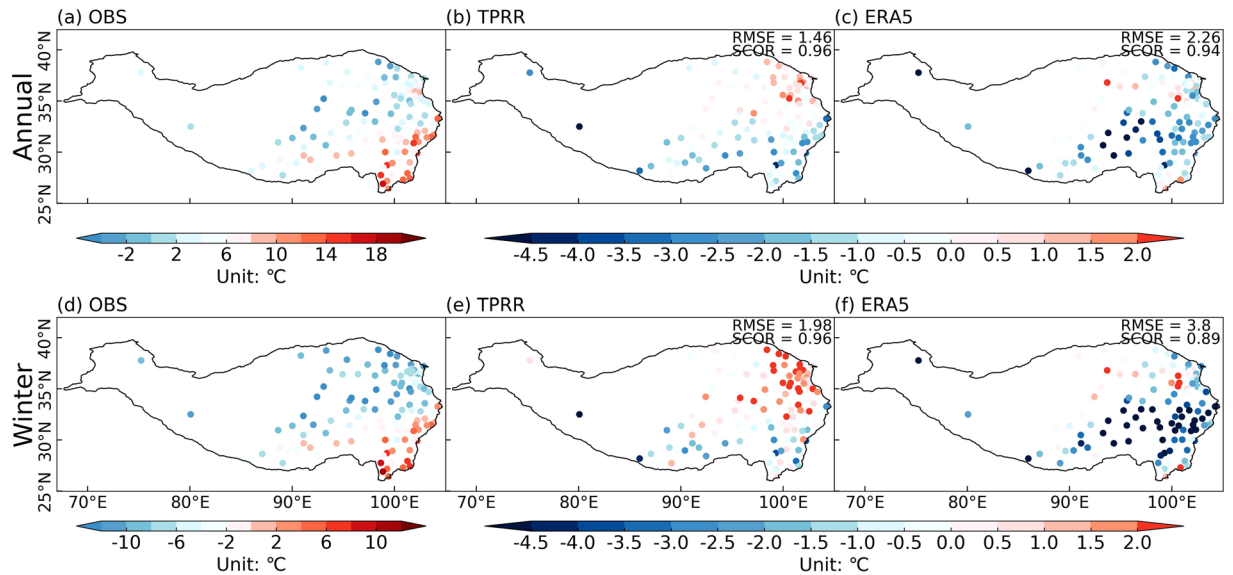 (a) OBS
(b) TPRR
(c) ERA5
Annual
40°N
35°N
30°N
25°N
RMSE = 1.46
SCOR = 0.96
RMSE = 2.26
SCOR = 0.94
-2 2 6 10 14 18
Unit: ℃
-4.5 -4.0 -3.5 -3.0 -2.5 -2.0 -1.5 -1.0 -0.5 0.0 0.5 1.0 1.5 2.0
Unit: ℃
(d) OBS
(e) TPRR
(f) ERA5
Winter
40°N
35°N
30°N
25°N
RMSE = 1.98
SCOR = 0.96
RMSE = 3.8
SCOR = 0.89
70°E 80°E 90°E 100°E
70°E 80°E 90°E 100°E
70°E 80°E 90°E 100°E
-10 -6 -2 2 6 10
Unit: ℃
-4.5 -4.0 -3.5 -3.0 -2.5 -2.0 -1.5 -1.0 -0.5 0.0 0.5 1.0 1.5 2.0
Unit: ℃